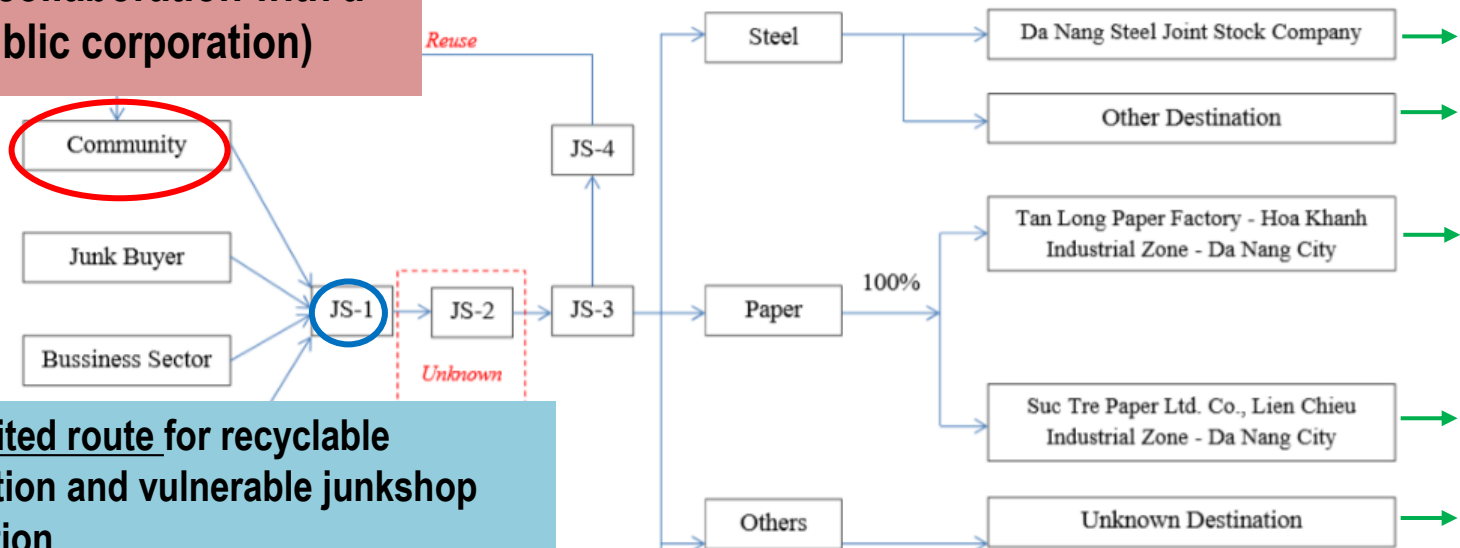 blic corporation)
Reuse
Community
Junk Buyer
Bussiness Sector
JS-1
JS-2
Unknown
JS-3
JS-4
Steel
Da Nang Steel Joint Stock Company
Other Destination
Paper
100%
Tan Long Paper Factory - Hoa Khanh
Industrial Zone - Da Nang City
Suc Tre Paper Ltd. Co., Lien Chieu
Industrial Zone - Da Nang City
Others
Unknown Destination
ited route for recyclable
tion and vulnerable junkshop
tion